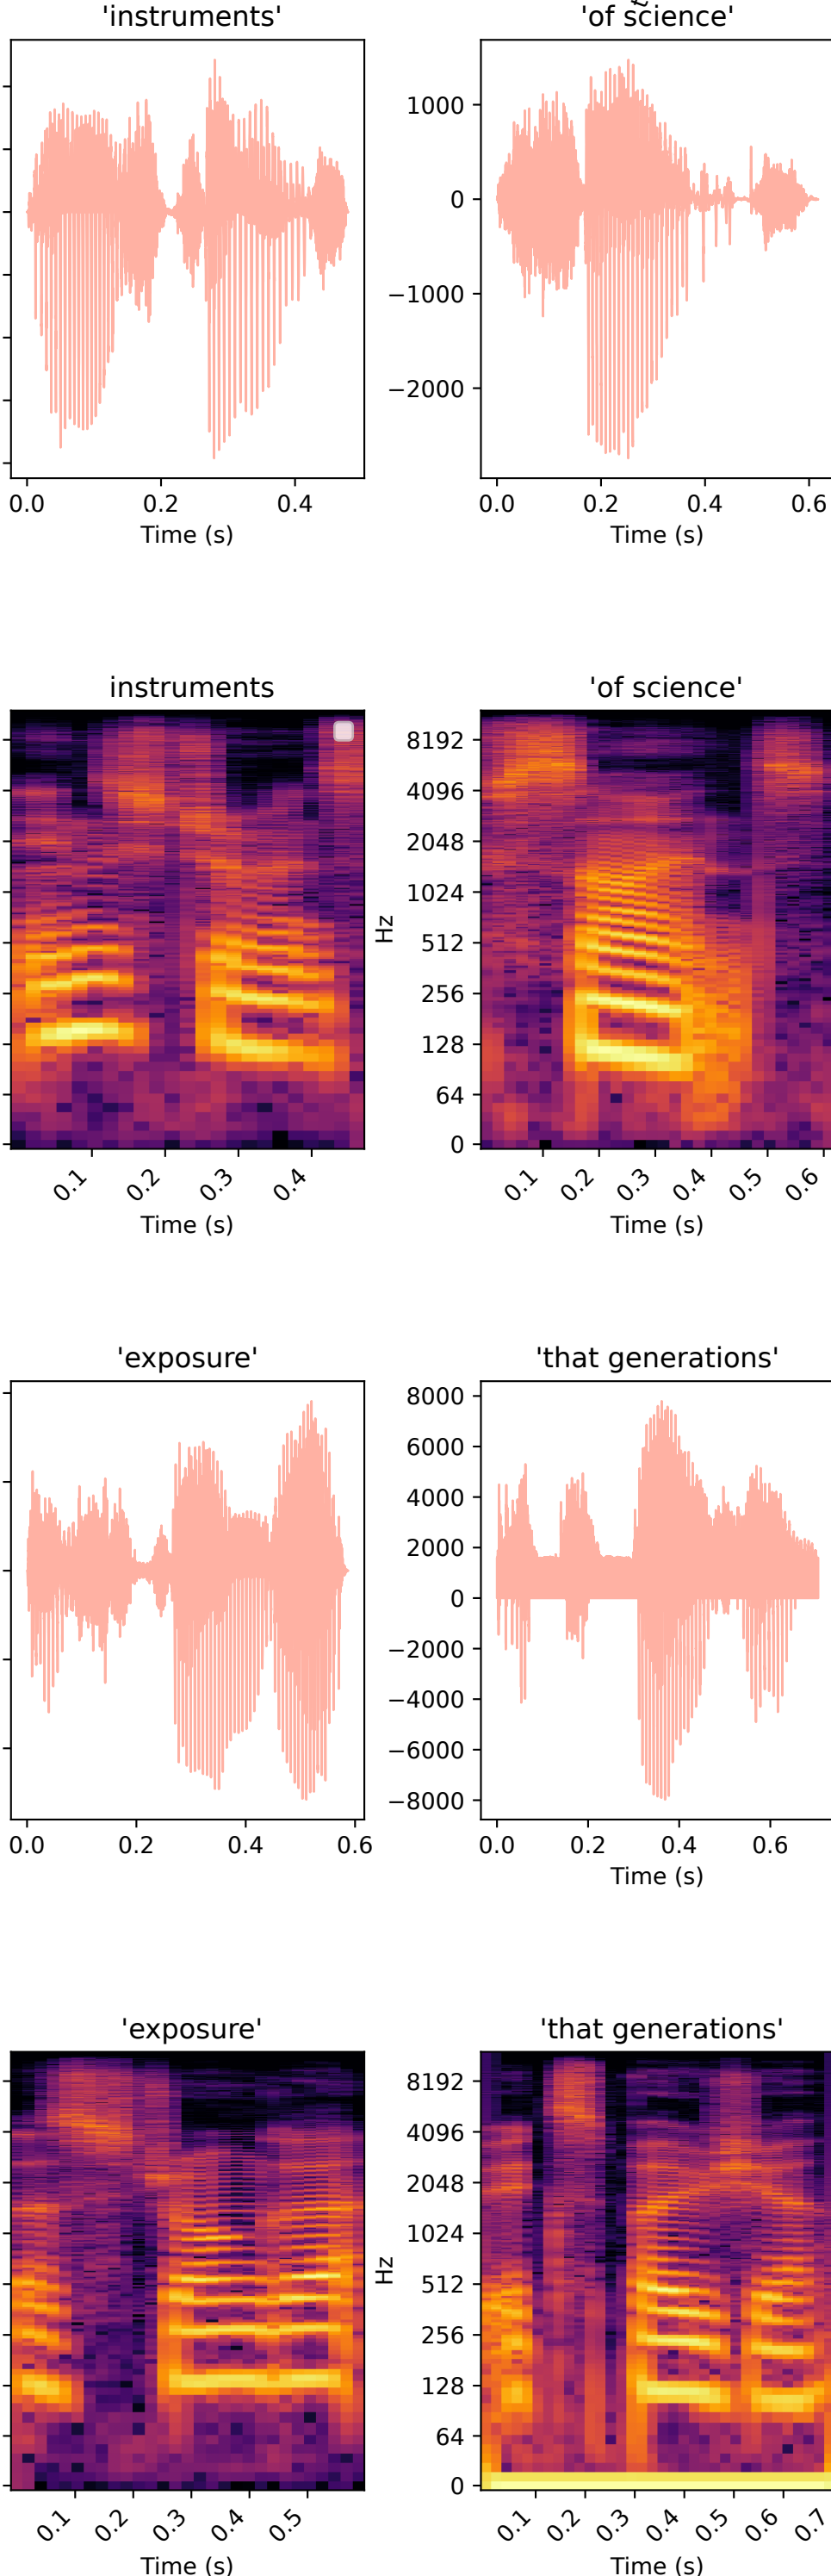 t
'instruments' 'of science'
1000
0
−1000
−2000
0.0 0.2 0.4 0.0 0.2 0.4 0.6
Time (s) Time (s)
instruments 'of science'
8192
4096
2048
1024
Hz
512
256
128
64
0
0.1 0.2 0.3 0.4 0.1 0.2 0.3 0.4 0.5 0.6
Time (s) Time (s)
'exposure' 'that generations'
8000
6000
4000
2000
0
−2000
−4000
−6000
−8000
0.0 0.2 0.4 0.6 0.0 0.2 0.4 0.6
Time (s)
'exposure' 'that generations'
8192
4096
2048
1024
Hz
512
256
128
64
0
0.1 0.2 0.3 0.4 0.5 0.1 0.2 0.3 0.4 0.5 0.6 0.7
Time (s) Time (s)